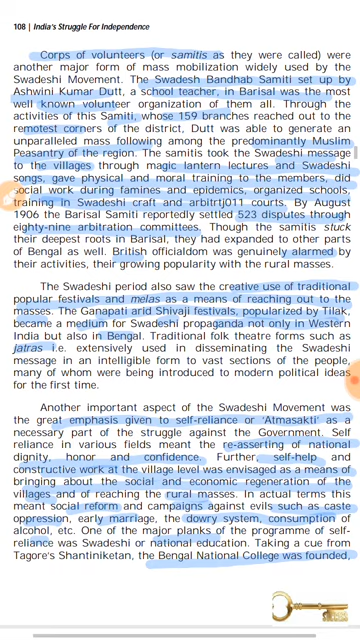 108 | India's Struggle For Independence
Corps of volunteers (or samitis as they were called) were
another major form of mass mobilization widely used by the
Swadeshi Movement. The Swadesh Bandhab Samiti set up by
Ashwini Kumar Dutt, a school teacher, in Barisal was the most
well known volunteer organization of them all. Through the
activities of this Samiti, whose 159 branches reached out to the
remotest corners of the district, Dutt was able to generate an
unparalleled mass following among the predominantly Muslim
Peasantry of the region. The samitis took the Swadeshi message
to the villages through magic lantern lectures and Swadeshi
songs, gave physical and moral training to the members, did
social work during famines and epidemics, organized schools,
training in Swadeshi craft and arbitrtj011 courts. By August
1906 the Barisal Samiti reportedly settled 523 disputes through
eighty-nine arbitration committees. Though the samitis stuck
their deepest roots in Barisal, they had expanded to other parts
of Bengal as well. British officialdom was genuinely alarmed by
their activities, their growing popularity with the rural masses.
The Swadeshi period also saw the creative use of traditional
popular festivals and melas as a means of reaching out to the
masses. The Ganapati arid Shivaji festivals, popularized by Tilak,
became a medium for Swadeshi propaganda not only in Western
India but also in Bengal. Traditional folk theatre forms such as
jatras i.e. extensively used in disseminating the Swadeshi
message in an intelligible form to vast sections of the people,
many of whom were being introduced to modern political ideas
for the first time.
Another important aspect of the Swadeshi Movement was
the great emphasis given to self-reliance or 'Atmasakti' as a
necessary part of the struggle against the Government. Self
reliance in various fields meant the re-asserting of national
dignity, honor and confidence. Further, self-help and
constructive work at the village level was envisaged as a means of
bringing about the social and economic regeneration of the
villages and of reaching the rural masses. In actual terms this
meant social reform and campaigns against evils such as caste
oppression, early marriage, the dowry system, consumption of
alcohol, etc. One of the major planks of the programme of self-
reliance was Swadeshi or national education. Taking a cue from
Tagore's Shantiniketan, the Bengal National College was founded,